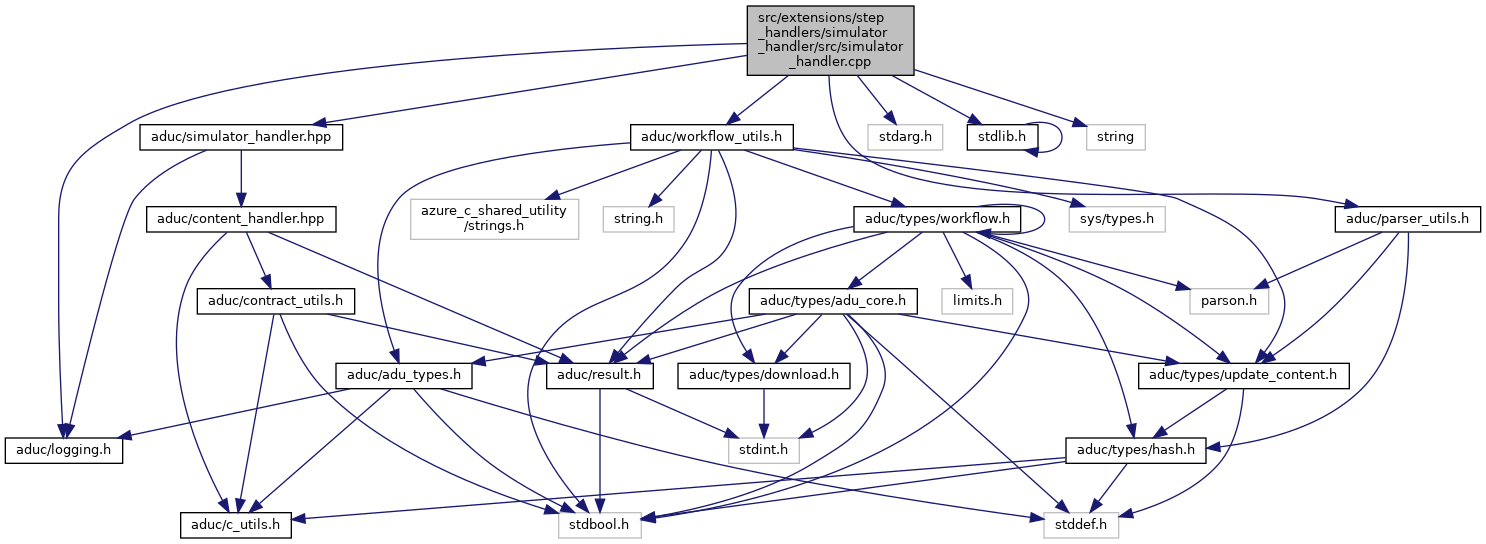 src/extensions/step
_handlers/simulator
_handler/src/simulator
_handler.cpp
aduc/simulator_handler.hpp
aduc/workflow_utils.h
stdarg.h
stdlib.h
string
aduc/content_handler.hpp
azure_c_shared_utility
/strings.h
string.h
aduc/types/workflow.h
sys/types.h
aduc/parser_utils.h
aduc/contract_utils.h
aduc/types/adu_core.h
limits.h
parson.h
aduc/adu_types.h
aduc/result.h
aduc/types/download.h
aduc/types/update_content.h
aduc/logging.h
stdint.h
aduc/types/hash.h
aduc/c_utils.h
stdbool.h
stddef.h